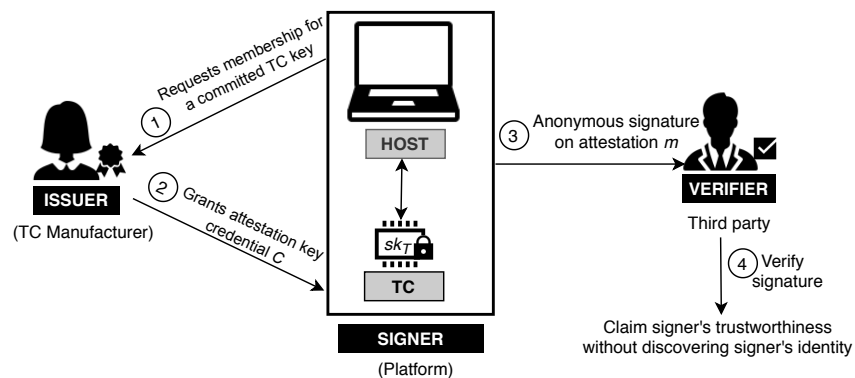 Requests membership for
a committed TC key
1
ISSUER
(TC Manufacturer)
2
Grants attestation key
credential C
HOST
skT
TC
SIGNER
(Platform)
3
Anonymous signature
on attestation m
VERIFIER
Third party
4
Verify
signature
Claim signer's trustworthiness
without discovering signer's identity